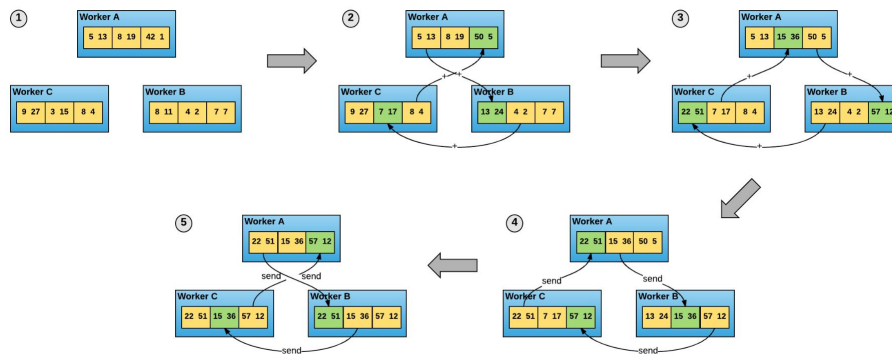 1
Worker A
5 13 8 19 42 1
Worker C
9 27 3 15 8 4
Worker B
8 11 4 2 7 7
2
Worker A
5 13 8 19 50 5
+ +
Worker C
9 27 7 17 8 4
Worker B
13 24 4 2 7 7
+
3
Worker A
5 13 15 36 50 5
+ +
Worker C
22 51 7 17 8 4
Worker B
13 24 4 2 57 12
+
5
Worker A
22 51 15 36 57 12
send send
Worker C
22 51 15 36 57 12
Worker B
22 51 15 36 57 12
send
4
Worker A
22 51 15 36 50 5
send send
Worker C
22 51 7 17 57 12
Worker B
13 24 15 36 57 12
send